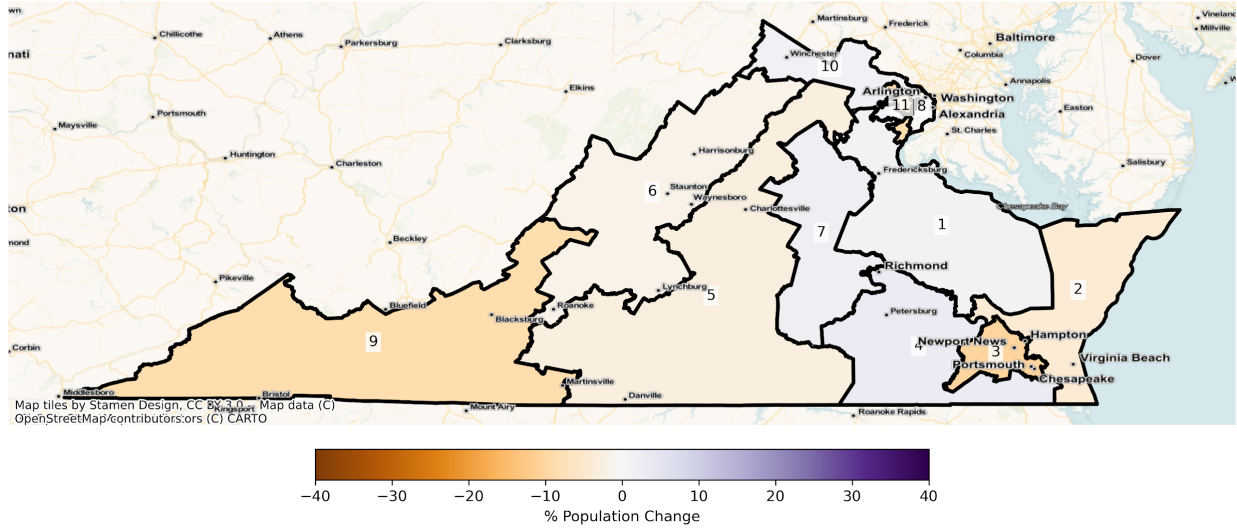 wn.
Chillicothe
Athens
Parkersburg
Clarksburg
Martinsburg
Frederick
Vineland
Millville
nati
Baltimore
Columbia
Dover
Winchester
10
Annapolis
Elkins
Arlington
11
8
Washington
Alexandria
Easton
Maysville
Portsmouth
St. Charles
Huntington
Charleston
Harrisonburg
Fredericksburg
Salisbury
6
Staunton
Waynesboro
Charlottesville
Chesapeake Bay
ton
mond
Beckley
7
1
Pikeville
Richmond
Lynchburg
5
2
Bluefield
Roanoke
Blacksburg
Petersburg
9
4
Newport News
Hampton
3
Corbin
Portsmouth
Virginia Beach
Chesapeake
Middlesboro
Bristol
Martinsville
Danville
Kingsport
Mount Airy
Roanoke Rapids
Map tiles by Stamen Design, CC BY 3.0 -- Map data (C)
OpenStreetMap contributors (C) CARTO
−40 −30 −20 −10 0 10 20 30 40
% Population Change